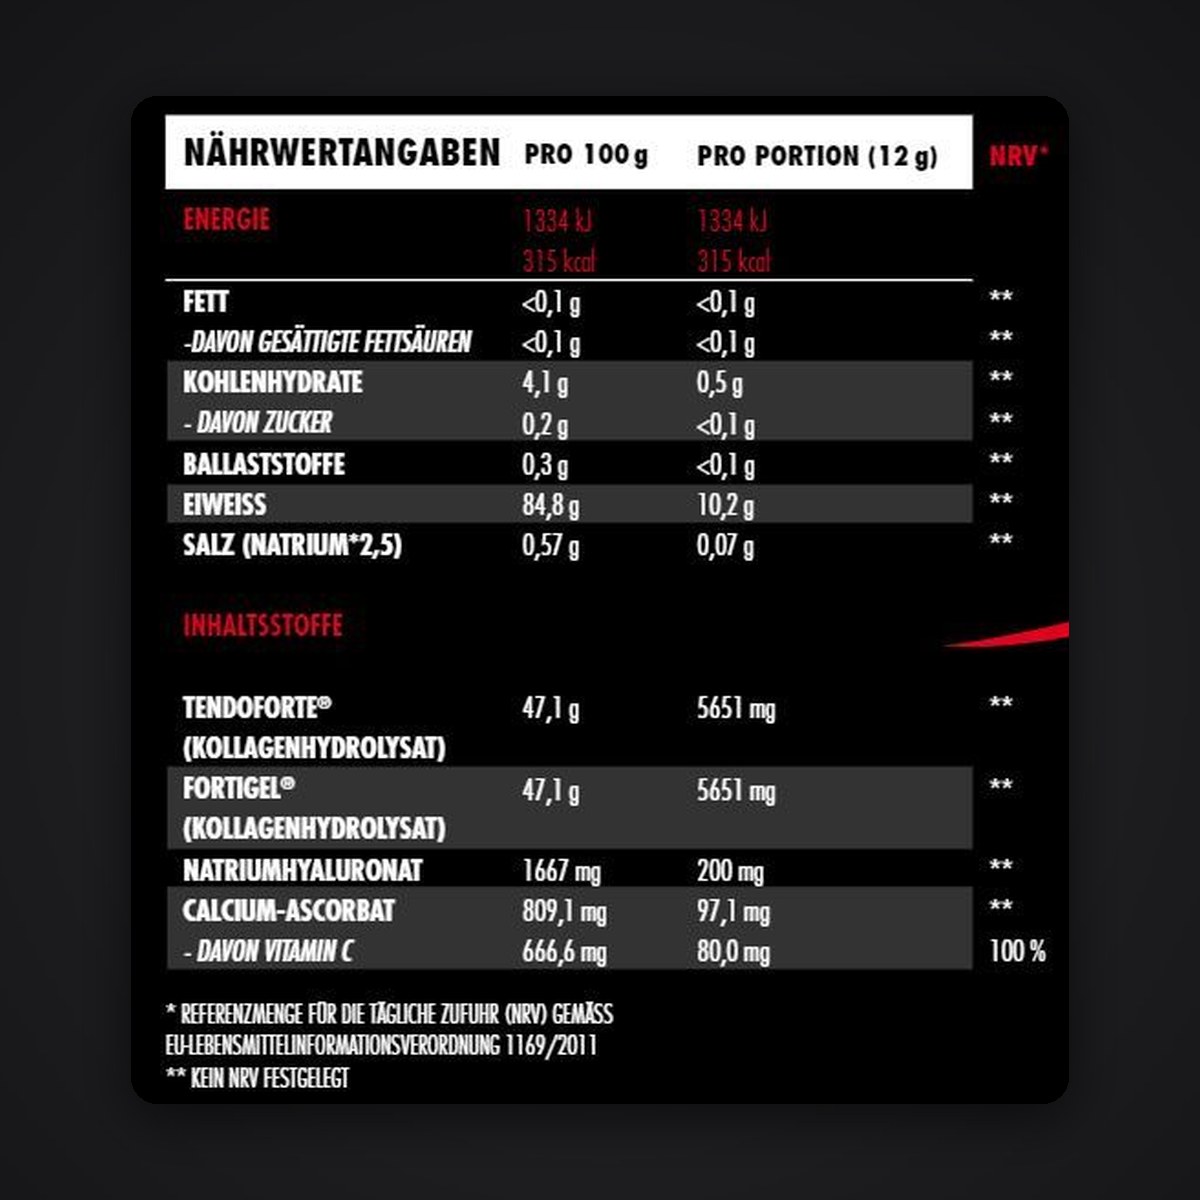 NÄHRWERTANGABEN PRO 100 g PRO PORTION (12 g) NRV*
ENERGIE 1334 kJ 1334 kJ
315 kcal 315 kcal
FETT <0,1 g <0,1 g **
-DAVON GESÄTTIGTE FETTSÄUREN <0,1 g <0,1 g **
KOHLENHYDRATE 4,1 g 0,5 g **
- DAVON ZUCKER 0,2 g <0,1 g **
BALLASTSTOFFE 0,3 g <0,1 g **
EIWEISS 84,8 g 10,2 g **
SALZ (NATRIUM*2,5) 0,57 g 0,07 g **
INHALTSSTOFFE
TENDOFORTE® 47,1 g 5651 mg **
(KOLLAGENHYDROLYSAT)
FORTIGEL® 47,1 g 5651 mg **
(KOLLAGENHYDROLYSAT)
NATRIUMHYALURONAT 1667 mg 200 mg **
CALCIUM-ASCORBAT 809,1 mg 97,1 mg **
- DAVON VITAMIN C 666,6 mg 80,0 mg 100 %
* REFERENZMENGE FÜR DIE TÄGLICHE ZUFUHR (NRV) GEMÄSS
EU-LEBENSMITTELINFORMATIONSVERORDNUNG 1169/2011
** KEIN NRV FESTGELEGT